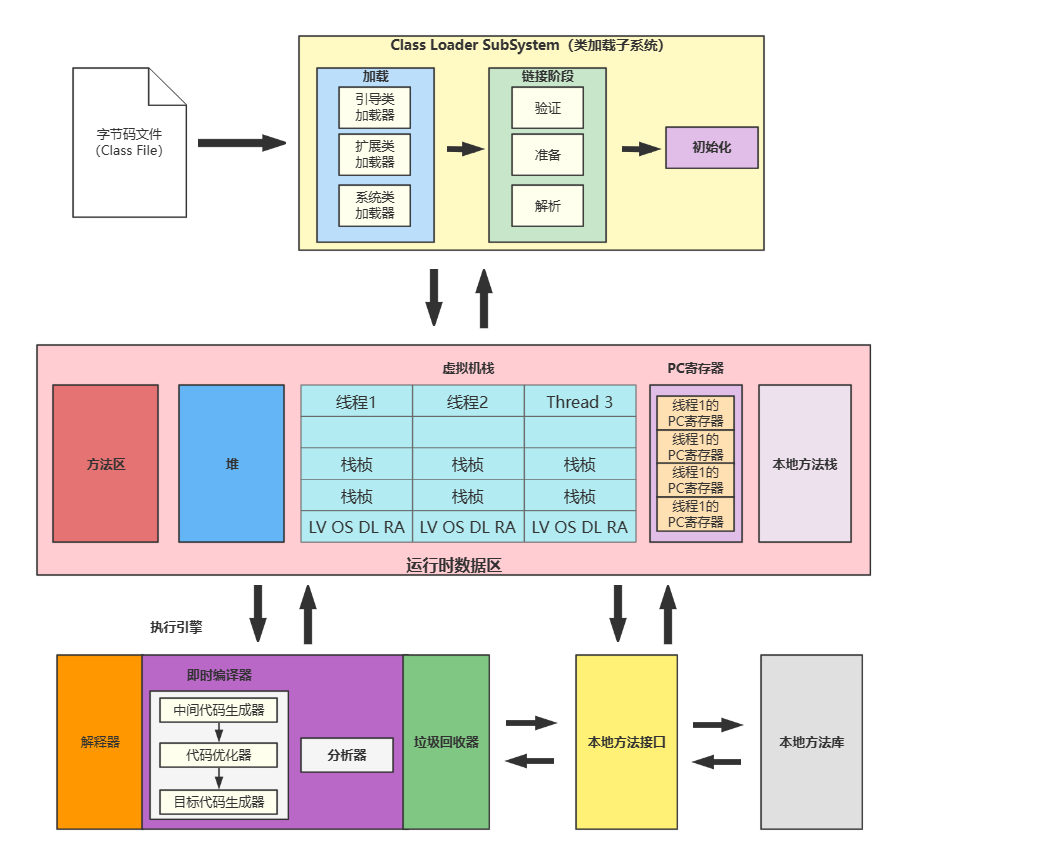 Class Loader SubSystem（类加载子系统）
字节码文件
（Class File）
加载
引导类
加载器
扩展类
加载器
系统类
加载器
链接阶段
验证
准备
解析
初始化
虚拟机栈
PC寄存器
方法区
堆
线程1
线程2
Thread 3
栈桢
栈桢
栈桢
栈桢
栈桢
栈桢
LV OS DL RA
LV OS DL RA
LV OS DL RA
线程1的
PC寄存器
线程1的
PC寄存器
线程1的
PC寄存器
线程1的
PC寄存器
本地方法栈
运行时数据区
执行引擎
解释器
即时编译器
中间代码生成器
代码优化器
目标代码生成器
分析器
垃圾回收器
本地方法接口
本地方法库